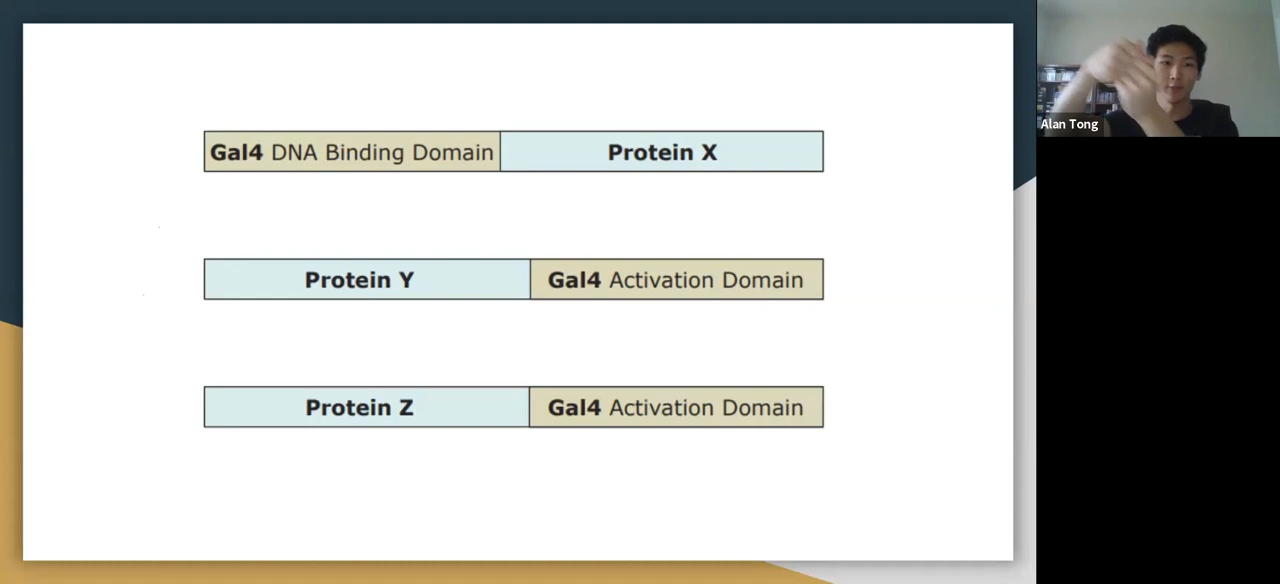 Gal4 DNA Binding Domain Protein X
Protein Y Gal4 Activation Domain
Protein Z Gal4 Activation Domain
Alan Tong